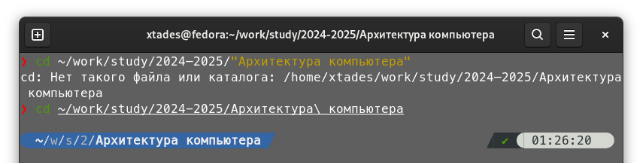 xtades@fedora:~/work/study/2024-2025/Архитектура компьютера
❯ cd ~/work/study/2024-2025/"Архитектура компьютера"
cd: Нет такого файла или каталога: /home/xtades/work/study/2024-2025/Архитектура
компьютера
❯ cd ~/work/study/2024-2025/Архитектура\ компьютера
~/w/s/2/Архитектура компьютера
✔ 01:26:20